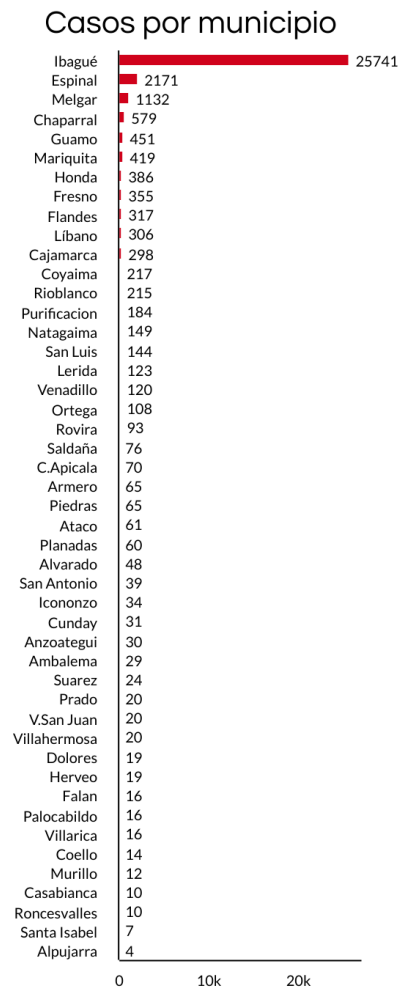 Casos por municipio
Ibagué 25741
Espinal 2171
Melgar 1132
Chaparral 579
Guamo 451
Mariquita 419
Honda 386
Fresno 355
Flandes 317
Líbano 306
Cajamarca 298
Coyaima 217
Rioblanco 215
Purificacion 184
Natagaima 149
San Luis 144
Lerida 123
Venadillo 120
Ortega 108
Rovira 93
Saldaña 76
C.Apicala 70
Armero 65
Piedras 65
Ataco 61
Planadas 60
Alvarado 48
San Antonio 39
Icononzo 34
Cunday 31
Anzoategui 30
Ambalema 29
Suarez 24
Prado 20
V.San Juan 20
Villahermosa 20
Dolores 19
Herveo 19
Falan 16
Palocabildo 16
Villarica 16
Coello 14
Murillo 12
Casabianca 10
Roncesvalles 10
Santa Isabel 7
Alpujarra 4
0 10k 20k